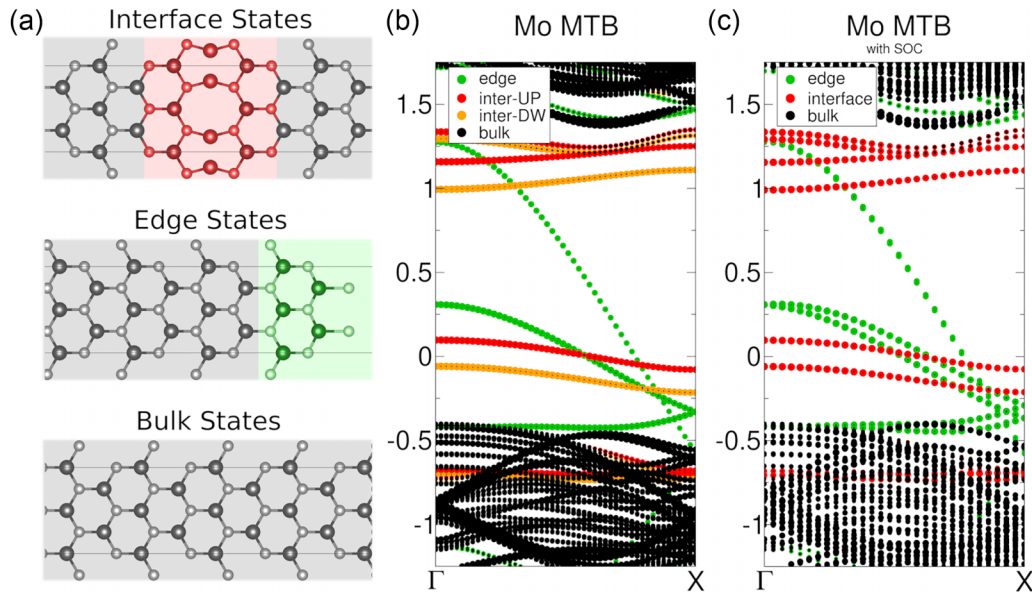 (a)
Interface States
Edge States
Bulk States
(b)
Mo MTB
edge
inter-UP
inter-DW
bulk
1.5
1
0.5
0
-0.5
-1
Γ
X
(c)
Mo MTB
with SOC
edge
interface
bulk
1.5
1
0.5
0
-0.5
-1
Γ
X